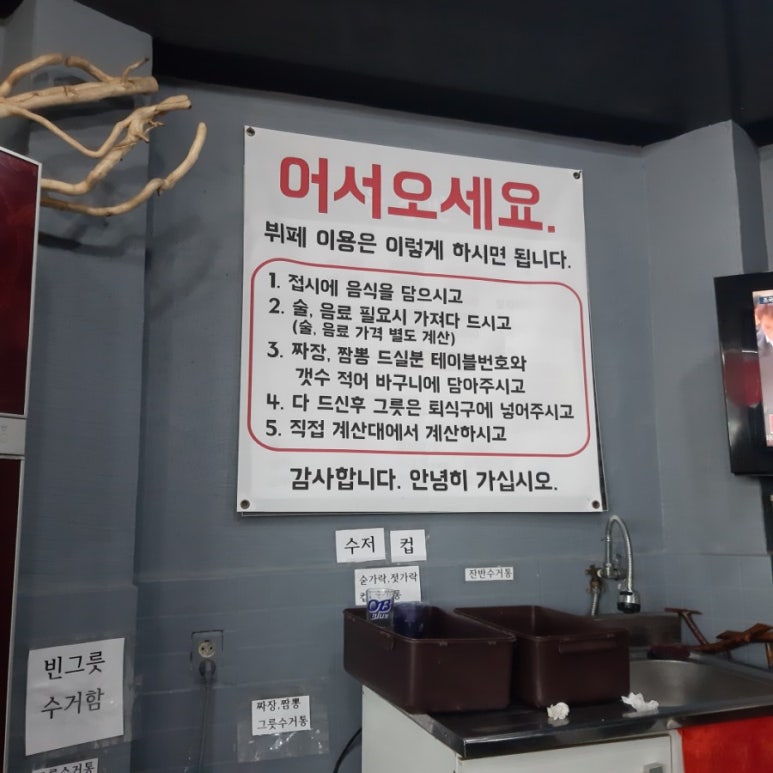 어서오세요.
뷔페 이용은 이렇게 하시면 됩니다.
1. 접시에 음식을 담으시고
2. 술, 음료 필요시 가져다 드시고
(술, 음료 가격 별도 계산)
3. 짜장, 짬뽕 드실분 테이블번호와
갯수 적어 바구니에 담아주시고
4. 다 드신후 그릇은 퇴식구에 넣어주시고
5. 직접 계산대에서 계산하시고
감사합니다. 안녕히 가십시오.
수저
컵
숟가락.젓가락
컵
통
잔반수거통
OB
빈그릇
수거함
짜장.짬뽕
그릇수거통
수거통